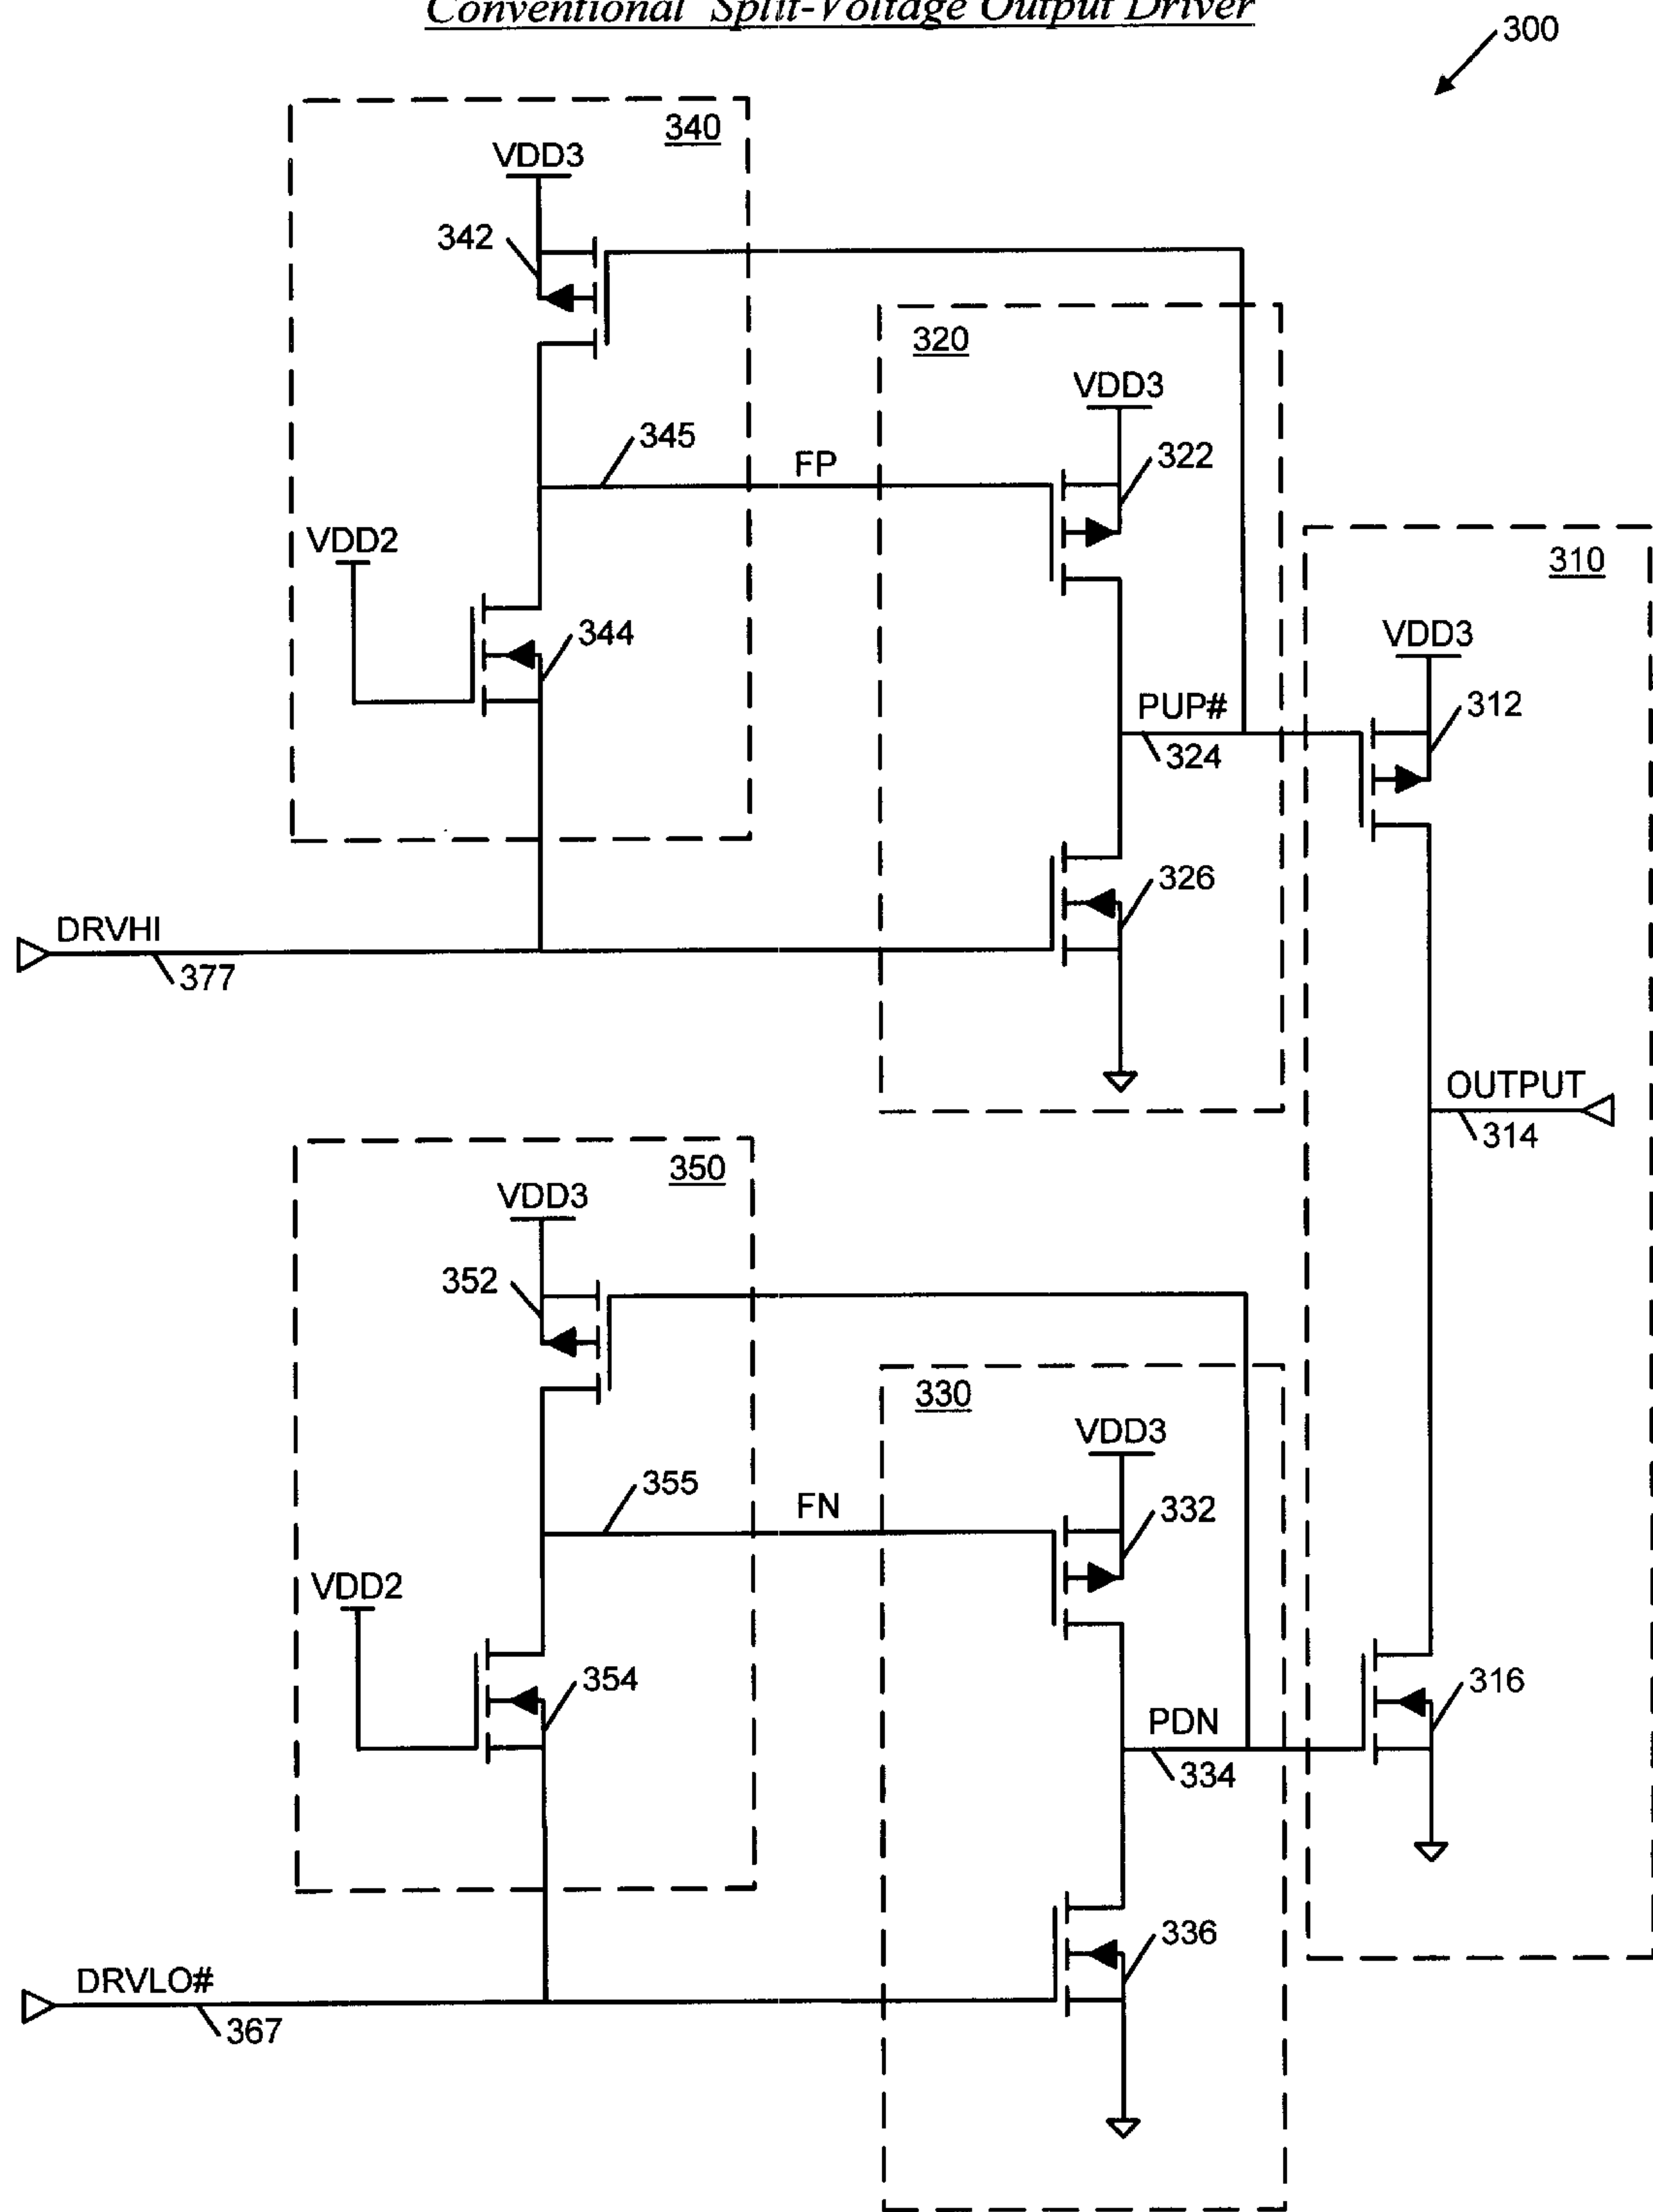 Conventional Split-Voltage Output Driver
300
340
VDD3
342
320
VDD3
345
FP
322
VDD2
310
344
VDD3
PUP#
312
324
326
DRVHI
377
OUTPUT
314
350
VDD3
352
330
VDD3
355
FN
332
VDD2
354
316
PDN
334
336
DRVLO#
367